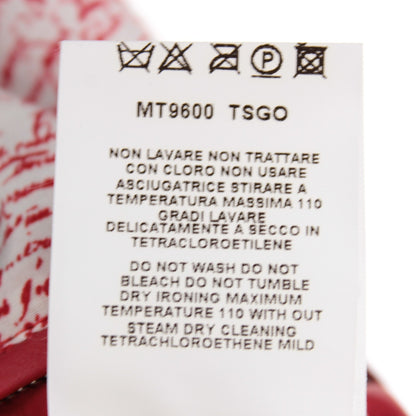 P
MT9600 TSGO
NON LAVARE NON TRATTARE
CON CLORO NON USARE
ASCIUGATRICE STIRARE A
TEMPERATURA MASSIMA 110
GRADI LAVARE
DELICATAMENTE A SECCO IN
TETRACLOROETILENE
DO NOT WASH DO NOT
BLEACH DO NOT TUMBLE
DRY IRONING MAXIMUM
TEMPERATURE 110 WITH OUT
STEAM DRY CLEANING
TETRACHLOROETHENE MILD